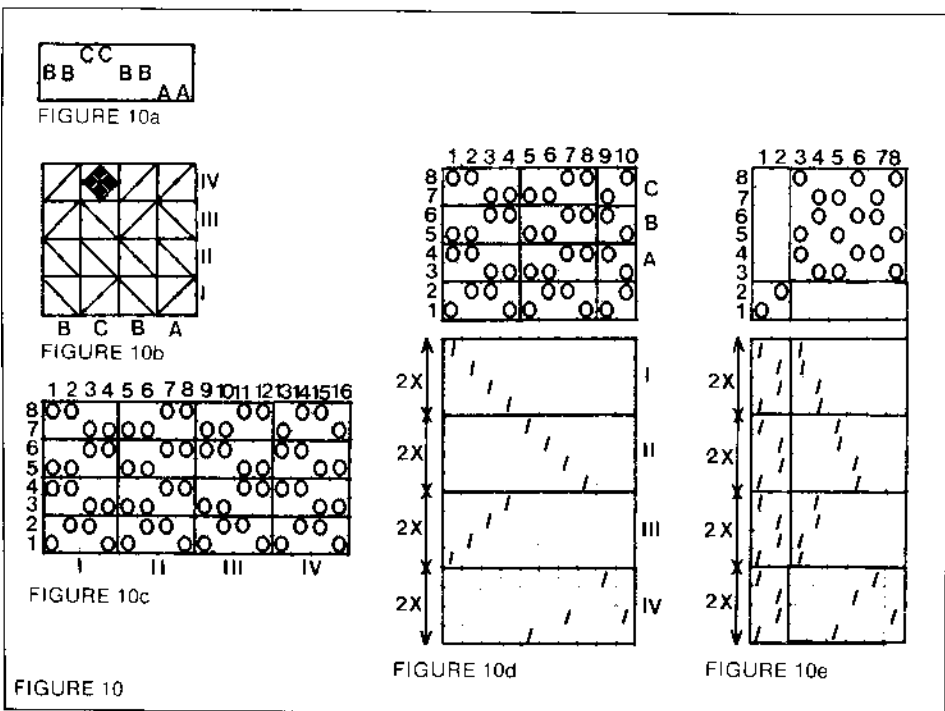 C C
B B B B
A A
FIGURE 10a
IV
III
II
I
B C B A
FIGURE 10b
1 2 3 4 5 6 7 8 9 10 11 12 13 14 15 16
8
7
6
5
4
3
2
1
I II III IV
FIGURE 10c
1 2 3 4 5 6 7 8 9 10
8
7 C
6
5 B
4
3 A
2
1
2X I
2X II
2X III
2X IV
FIGURE 10d
1 2 3 4 5 6 7 8
8
7
6
5
4
3
2
1
2X
2X
2X
2X
FIGURE 10e
FIGURE 10